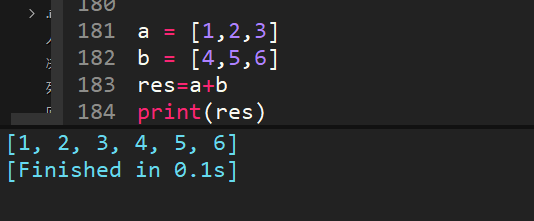 180
181 a = [1,2,3]
182 b = [4,5,6]
183 res=a+b
184 print(res)
[1, 2, 3, 4, 5, 6]
[Finished in 0.1s]